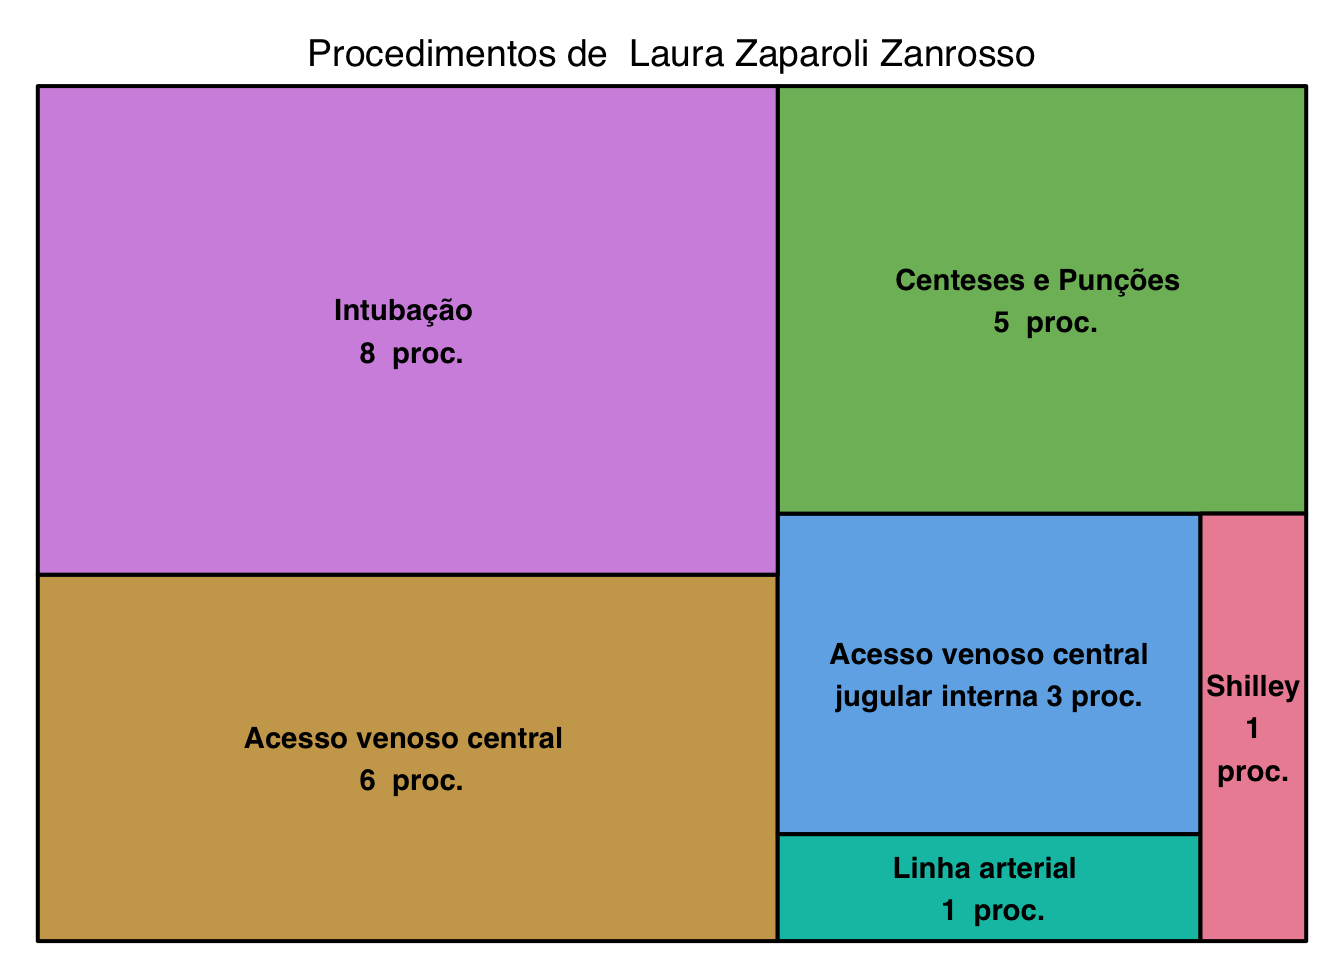 Procedimentos de  Laura Zaparoli Zanrosso
Intubação
8  proc.
Centeses e Punções
5  proc.
Acesso venoso central
6  proc.
Acesso venoso central
jugular interna 3 proc.
Shilley
1
proc.
Linha arterial
1  proc.